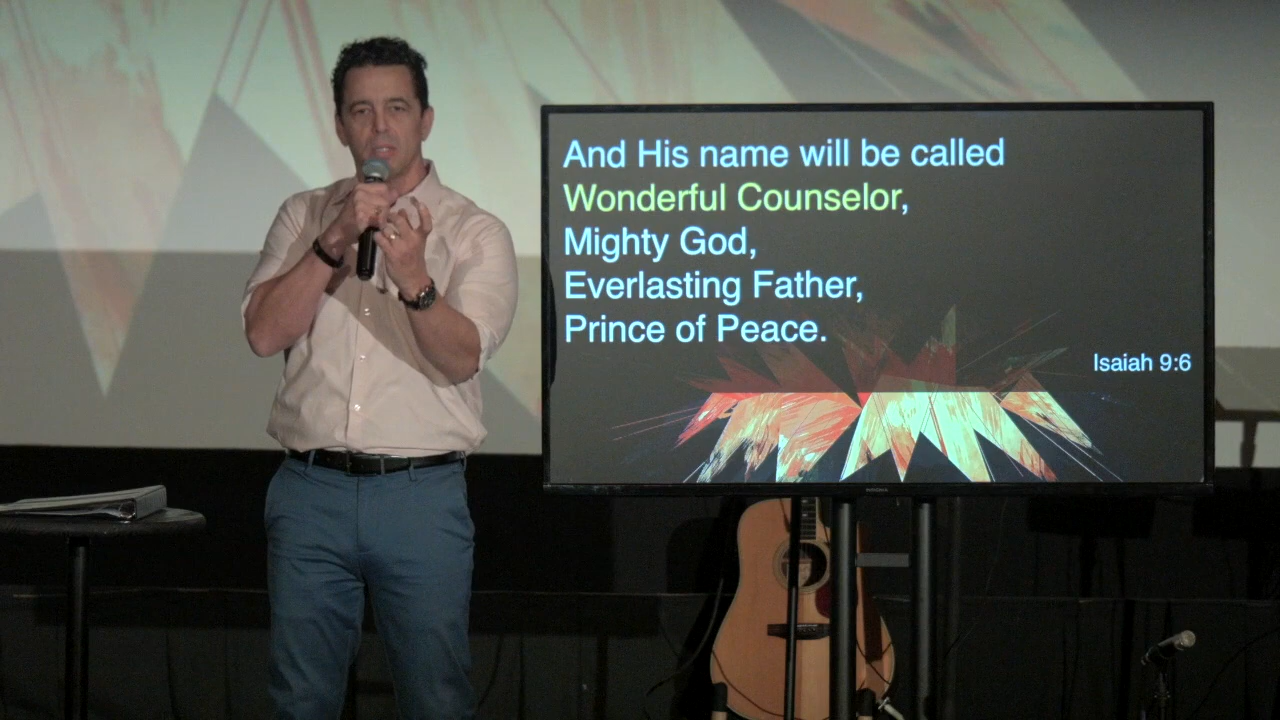 And His name will be called
Wonderful Counselor,
Mighty God,
Everlasting Father,
Prince of Peace.
Isaiah 9:6